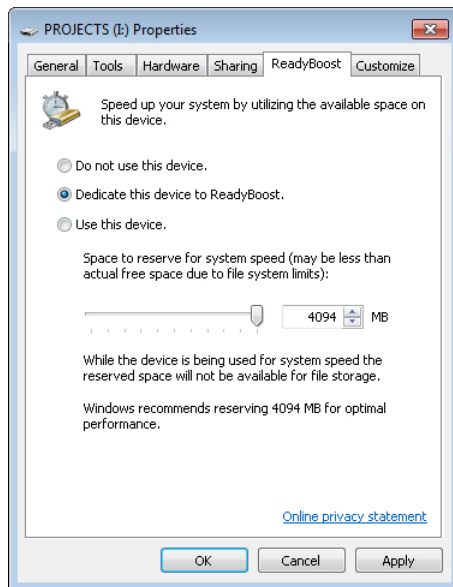 PROJECTS (I:) Properties
General Tools Hardware Sharing ReadyBoost Customize
Speed up your system by utilizing the available space on
this device.
Do not use this device.
Dedicate this device to ReadyBoost.
Use this device.
Space to reserve for system speed (may be less than
actual free space due to file system limits):
4094 MB
While the device is being used for system speed the
reserved space will not be available for file storage.
Windows recommends reserving 4094 MB for optimal
performance.
Online privacy statement
OK Cancel Apply